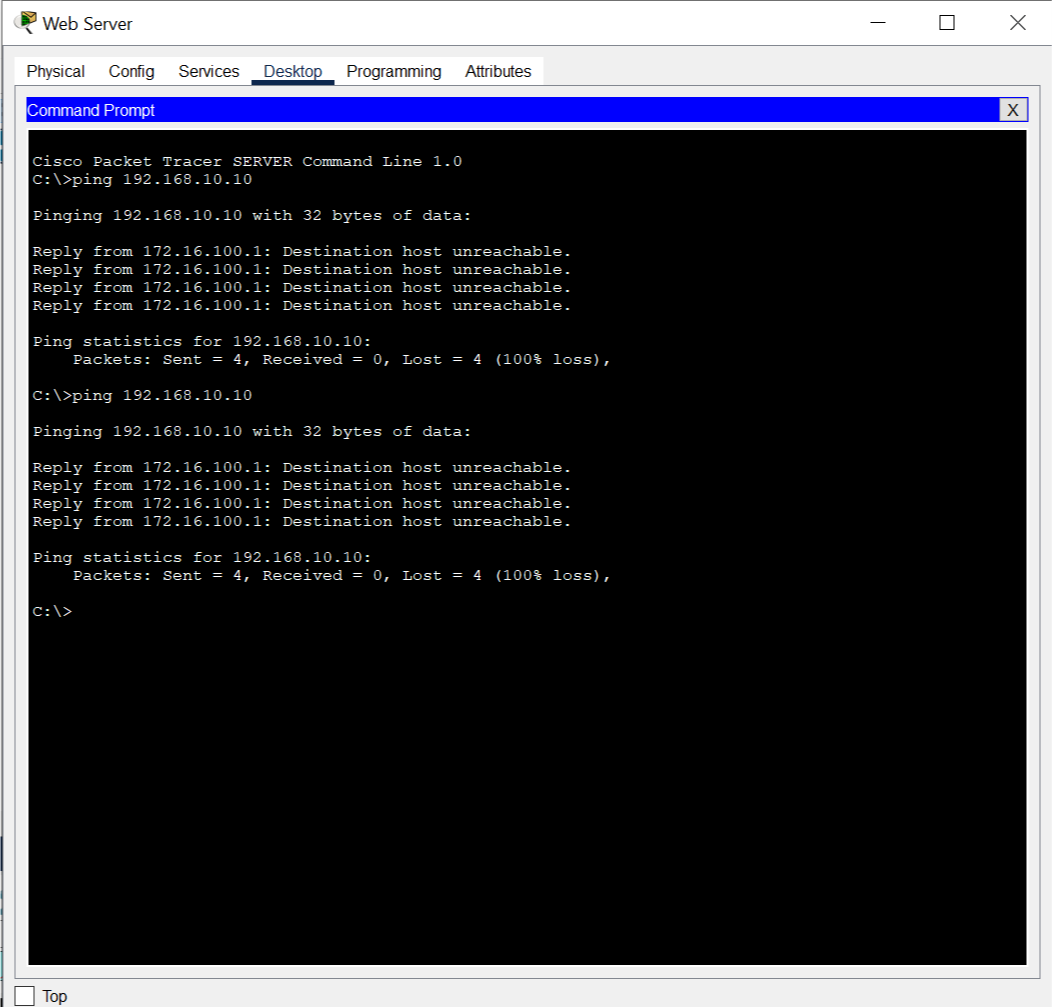 Web Server
Physical Config Services Desktop Programming Attributes
Command Prompt X
Cisco Packet Tracer SERVER Command Line 1.0
C:\>ping 192.168.10.10
Pinging 192.168.10.10 with 32 bytes of data:
Reply from 172.16.100.1: Destination host unreachable.
Reply from 172.16.100.1: Destination host unreachable.
Reply from 172.16.100.1: Destination host unreachable.
Reply from 172.16.100.1: Destination host unreachable.
Ping statistics for 192.168.10.10:
    Packets: Sent = 4, Received = 0, Lost = 4 (100% loss),
C:\>ping 192.168.10.10
Pinging 192.168.10.10 with 32 bytes of data:
Reply from 172.16.100.1: Destination host unreachable.
Reply from 172.16.100.1: Destination host unreachable.
Reply from 172.16.100.1: Destination host unreachable.
Reply from 172.16.100.1: Destination host unreachable.
Ping statistics for 192.168.10.10:
    Packets: Sent = 4, Received = 0, Lost = 4 (100% loss),
C:\>
Top